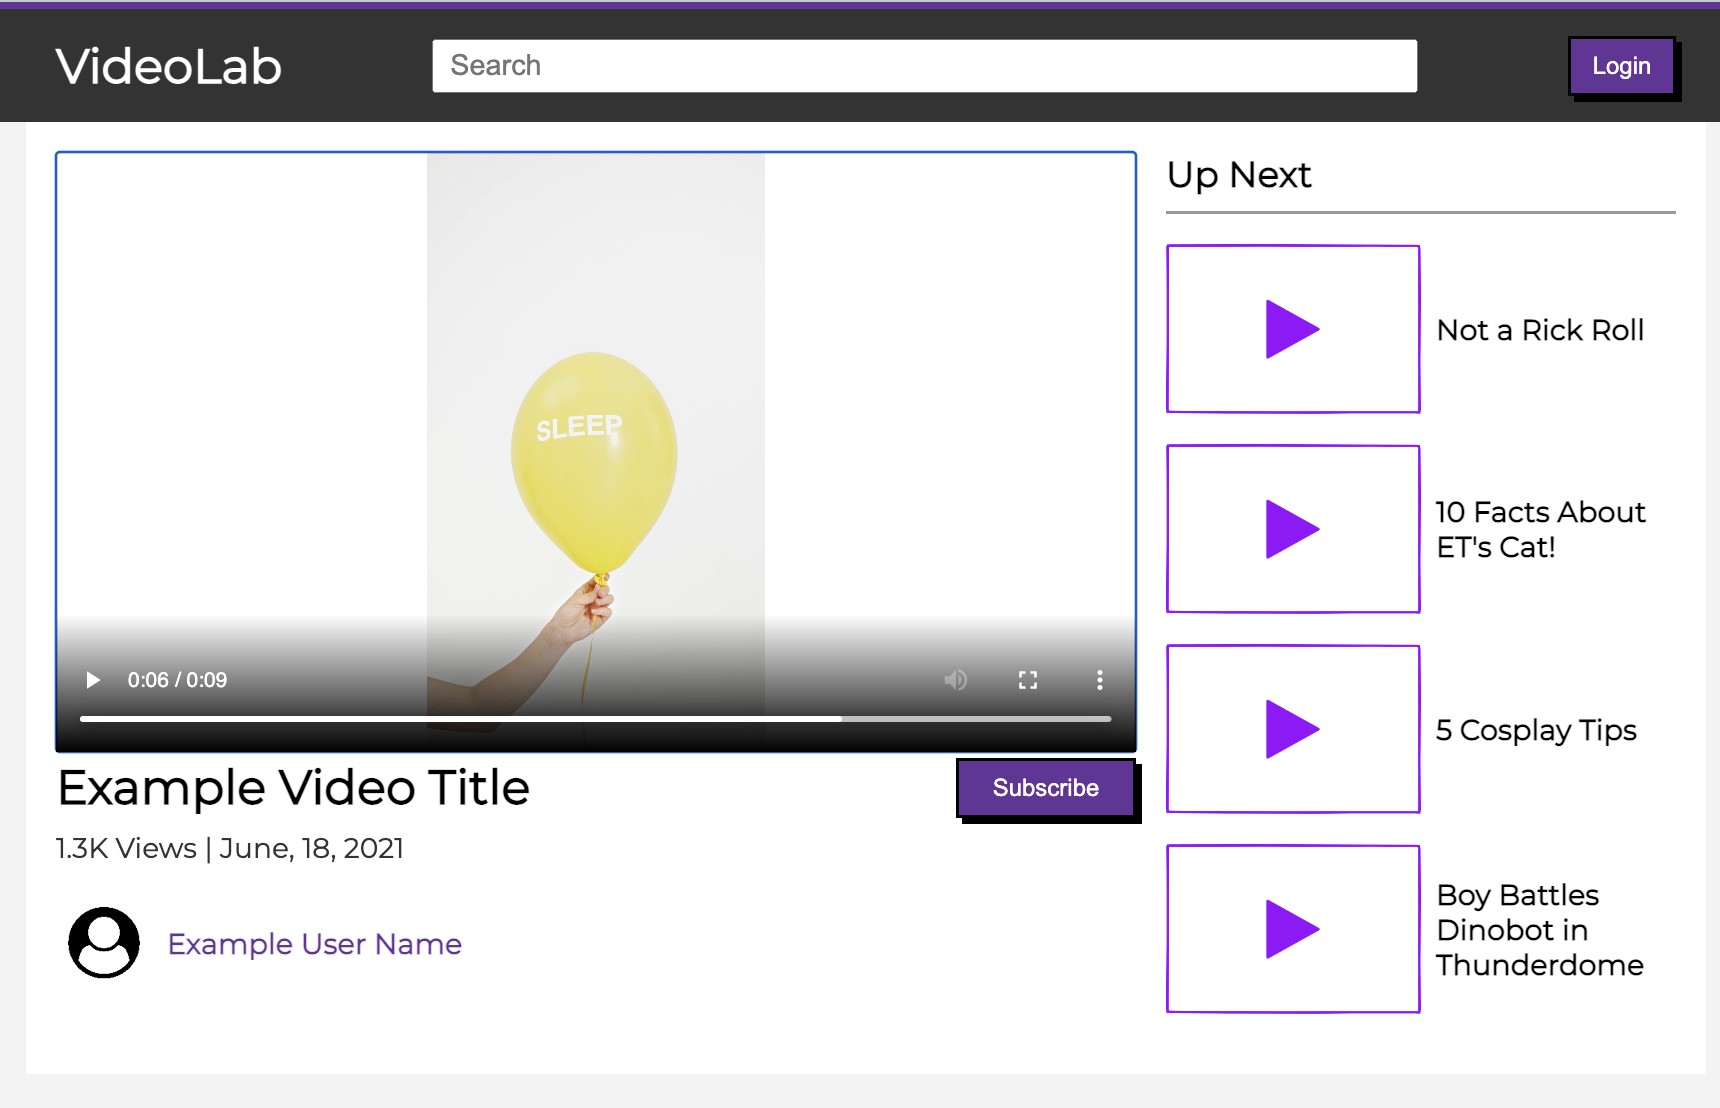 VideoLab
Search
Login
SLEEP
0:06 / 0:09
Example Video Title
Subscribe
1.3K Views | June, 18, 2021
Example User Name
Up Next
Not a Rick Roll
10 Facts About
ET's Cat!
5 Cosplay Tips
Boy Battles
Dinobot in
Thunderdome